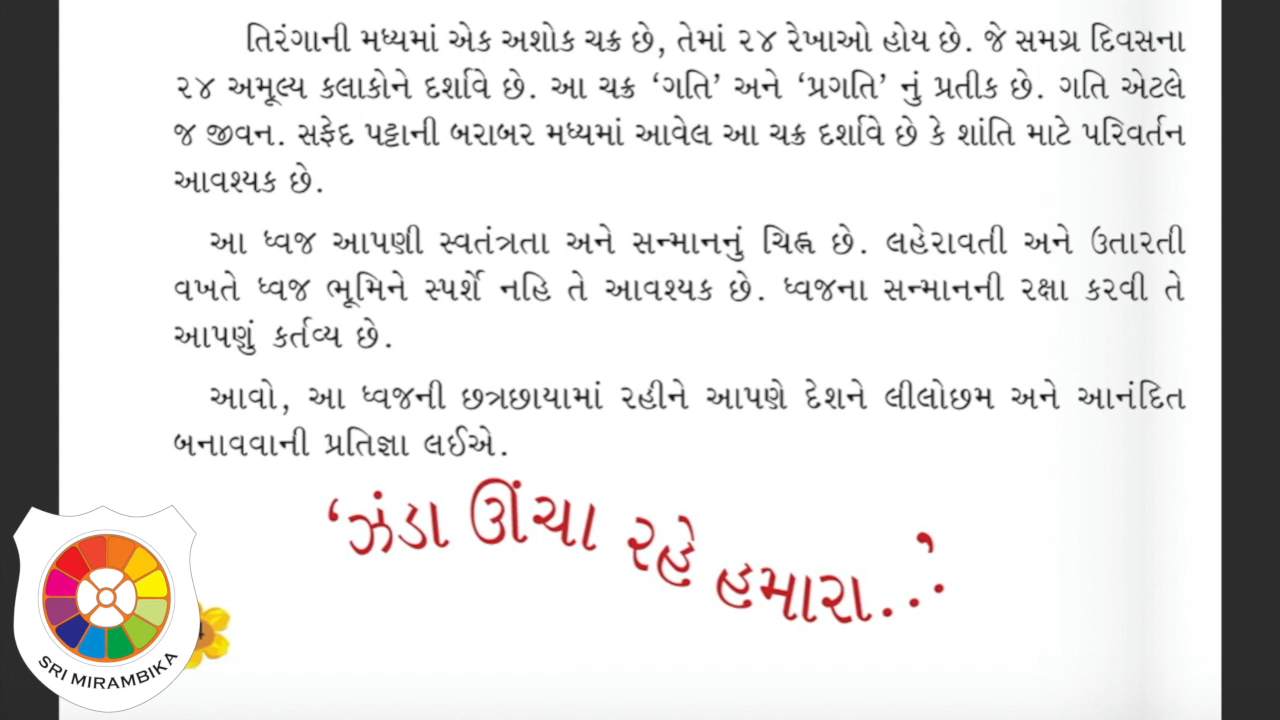 તિરંગાની મધ્યમાં એક અશોક ચક્ર છે, તેમાં ૨૪ રેખાઓ હોય છે. જે સમગ્ર દિવસના
૨૪ અમૂલ્ય કલાકોને દર્શાવે છે. આ ચક્ર ‘ગતિ’ અને ‘પ્રગતિ’ નું પ્રતીક છે. ગતિ એટલે
જ જીવન. સફેદ પટ્ટાની બરાબર મધ્યમાં આવેલ આ ચક્ર દર્શાવે છે કે શાંતિ માટે પરિવર્તન
આવશ્યક છે.
આ ધ્વજ આપણી સ્વતંત્રતા અને સન્માનનું ચિહ્ન છે. લહેરાવતી અને ઉતારતી
વખતે ધ્વજ ભૂમિને સ્પર્શે નહિ તે આવશ્યક છે. ધ્વજના સન્માનની રક્ષા કરવી તે
આપણું કર્તવ્ય છે.
આવો, આ ધ્વજની છત્રછાયામાં રહીને આપણે દેશને લીલોછમ અને આનંદિત
બનાવવાની પ્રતિજ્ઞા લઈએ.
‘ઝંડા ઊંચા રહે હમારા...’
SRI MIRAMBIKA